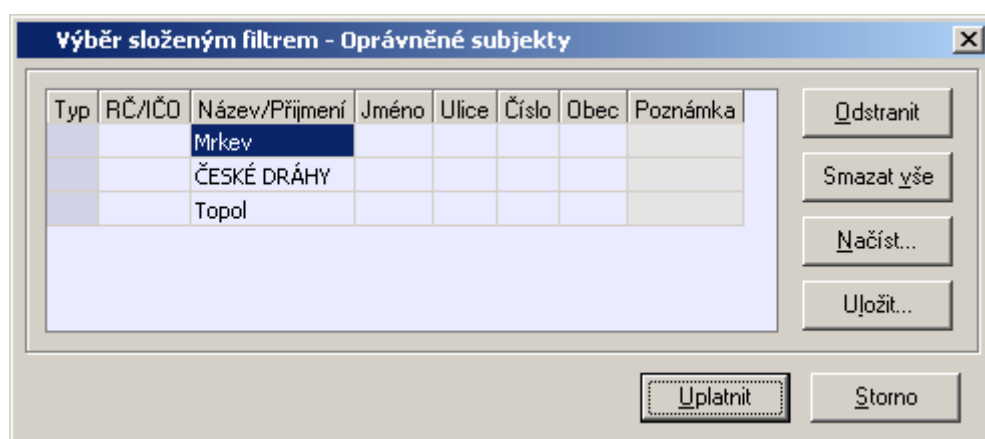 Výběr složeným filtrem - Oprávněné subjekty
Typ RČ/IČO Název/Příjmení Jméno Ulice Číslo Obec Poznámka
Mrkev
ČESKÉ DRÁHY
Topol
Odstranit
Smazat vše
Načíst...
Uložit...
Uplatnit Storno